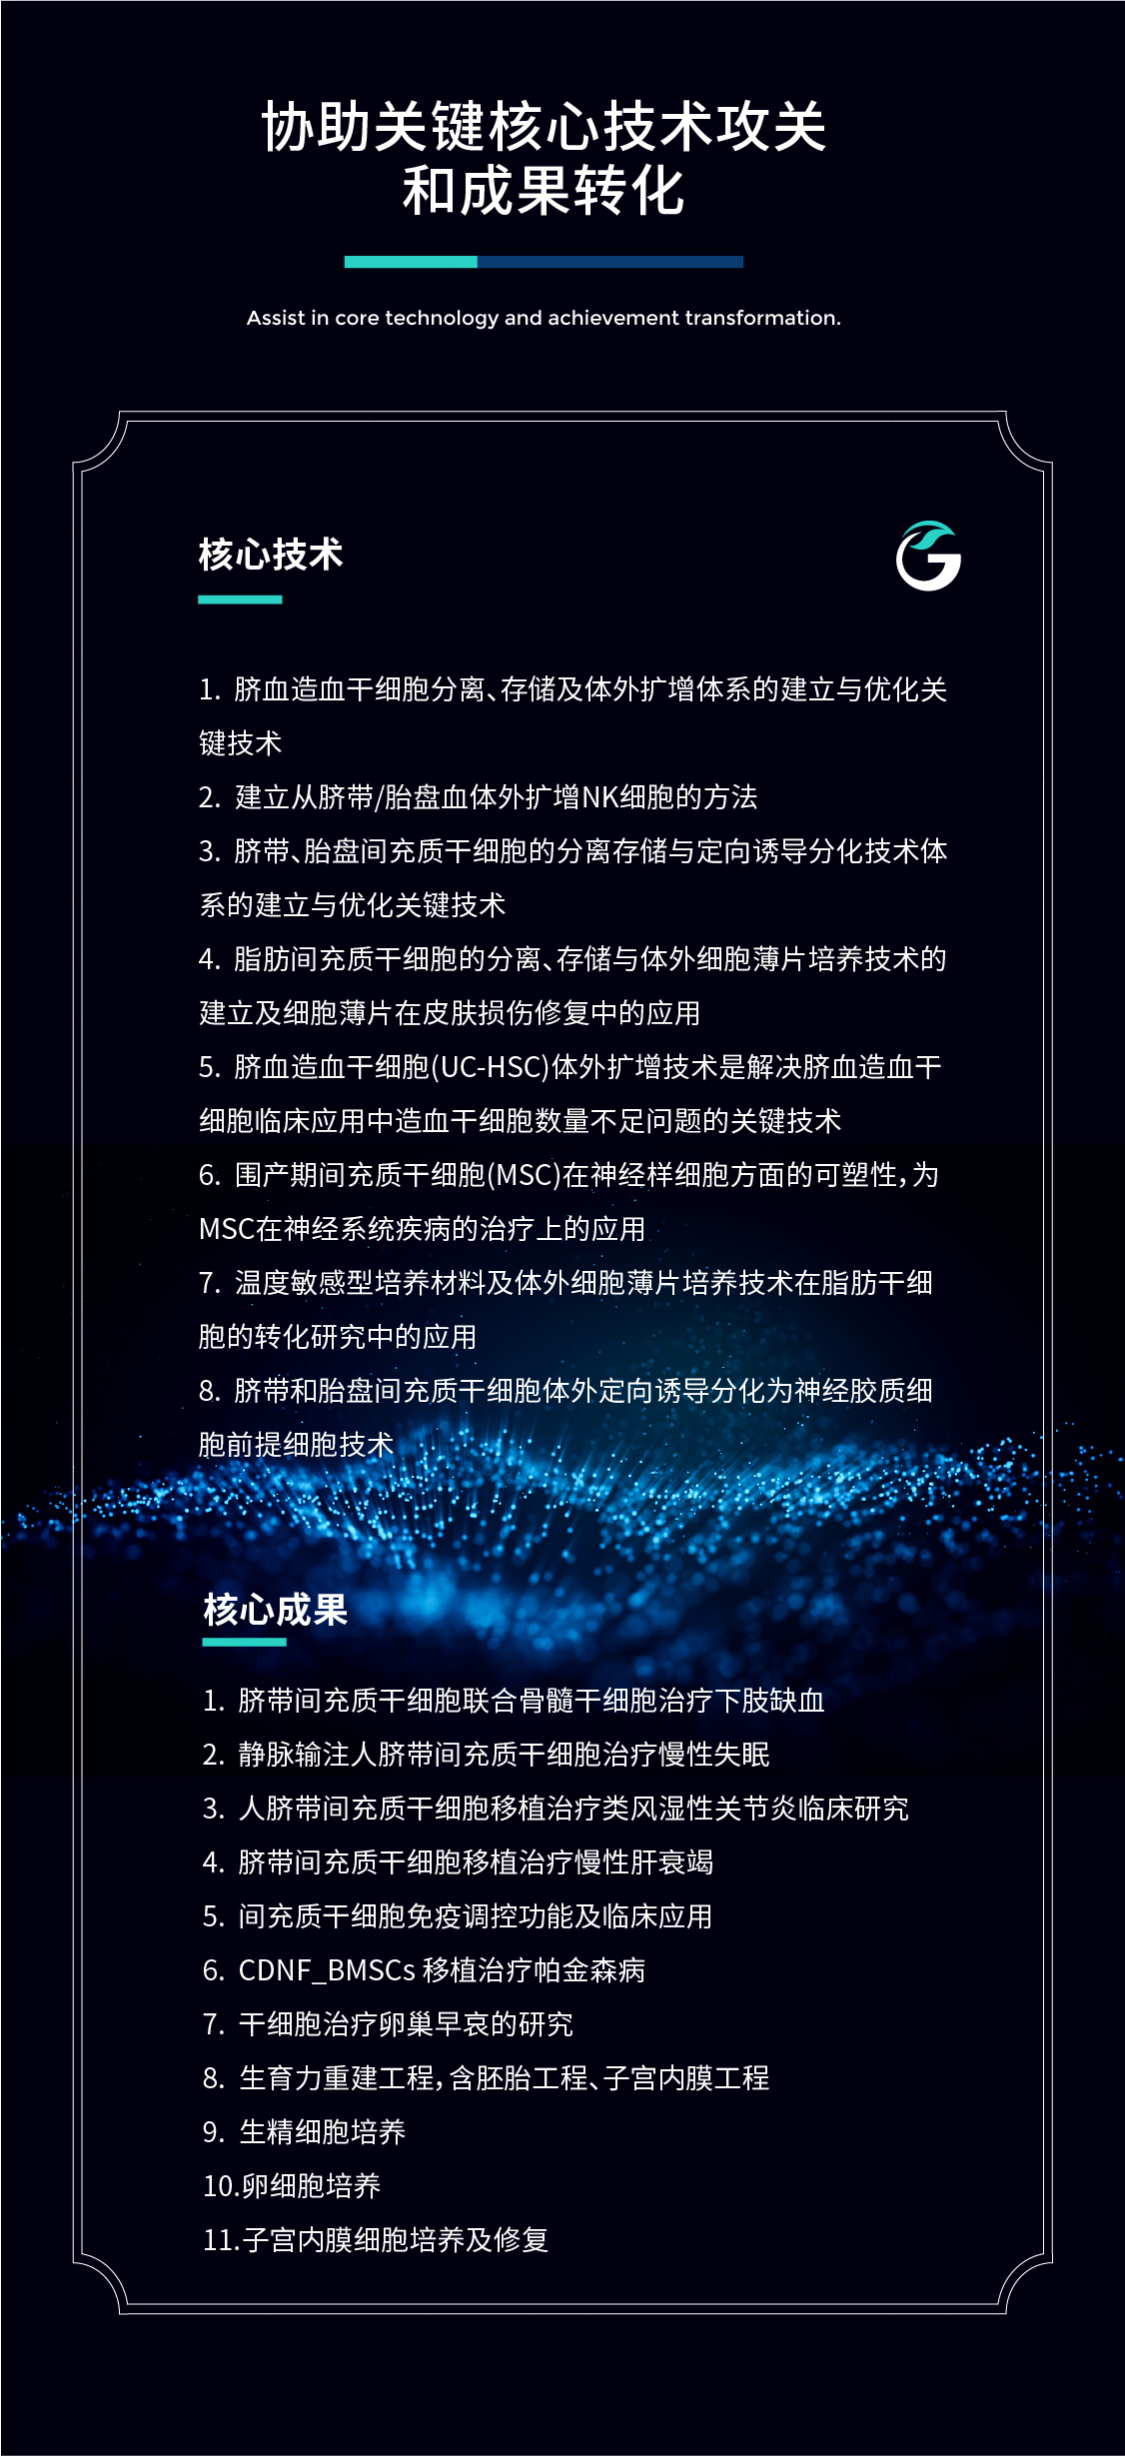 协助关键核心技术攻关
和成果转化
Assist in core technology and achievement transformation.
核心技术
1. 脐血造血干细胞分离、存储及体外扩增体系的建立与优化关
键技术
2. 建立从脐带/胎盘血体外扩增NK细胞的方法
3. 脐带、胎盘间充质干细胞的分离存储与定向诱导分化技术体
系的建立与优化关键技术
4. 脂肪间充质干细胞的分离、存储与体外细胞薄片培养技术的
建立及细胞薄片在皮肤损伤修复中的应用
5. 脐血造血干细胞(UC-HSC)体外扩增技术是解决脐血造血干
细胞临床应用中造血干细胞数量不足问题的关键技术
6. 围产期间充质干细胞(MSC)在神经样细胞方面的可塑性，为
MSC在神经系统疾病的治疗上的应用
7. 温度敏感型培养材料及体外细胞薄片培养技术在脂肪干细
胞的转化研究中的应用
8. 脐带和胎盘间充质干细胞体外定向诱导分化为神经胶质细
胞前提细胞技术
核心成果
1. 脐带间充质干细胞联合骨髓干细胞治疗下肢缺血
2. 静脉输注人脐带间充质干细胞治疗慢性失眠
3. 人脐带间充质干细胞移植治疗类风湿性关节炎临床研究
4. 脐带间充质干细胞移植治疗慢性肝衰竭
5. 间充质干细胞免疫调控功能及临床应用
6. CDNF_BMSCs 移植治疗帕金森病
7. 干细胞治疗卵巢早哀的研究
8. 生育力重建工程，含胚胎工程、子宫内膜工程
9. 生精细胞培养
10.卵细胞培养
11.子宫内膜细胞培养及修复